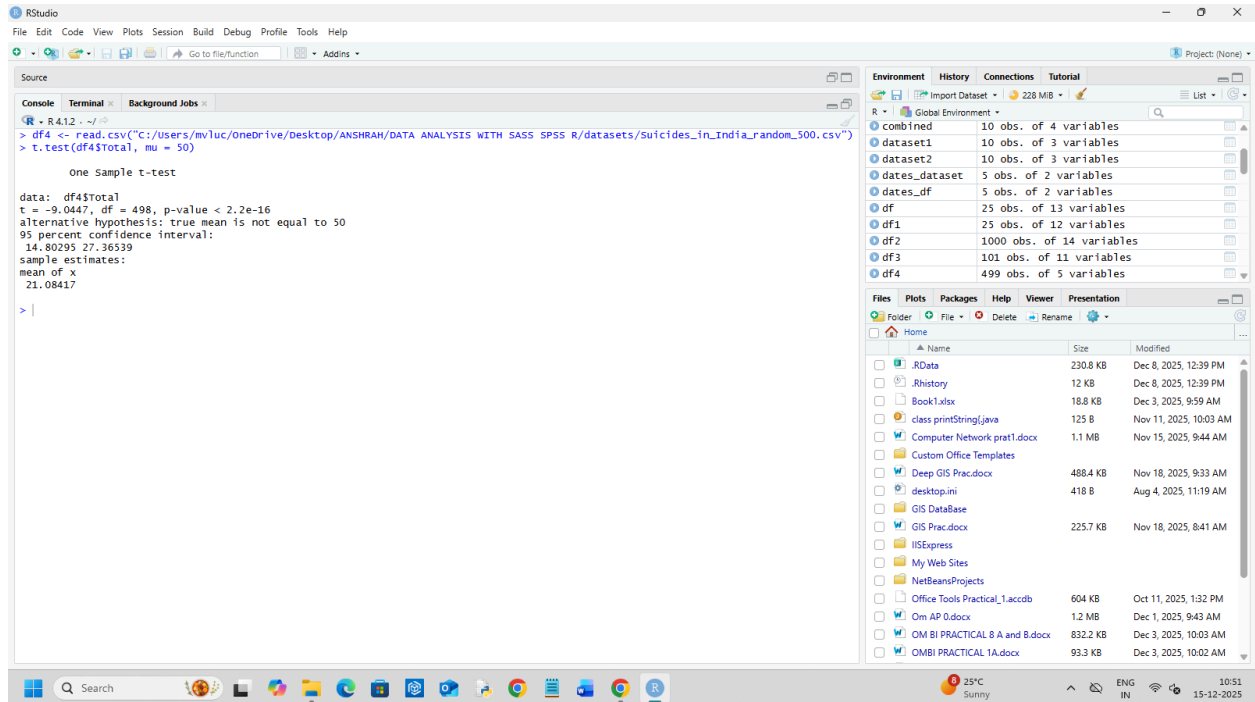 RStudio
File Edit Code View Plots Session Build Debug Profile Tools Help
Go to file/function Addins Project: (None)
Source
Console Terminal Background Jobs
R 4.1.2 · ~/
> df4 <- read.csv("C:/Users/mvluc/OneDrive/Desktop/ANSHRAH/DATA ANALYSIS WITH SASS SPSS R/datasets/Suicides_in_India_random_500.csv")
> t.test(df4$Total, mu = 50)
One Sample t-test
data: df4$Total
t = -9.0447, df = 498, p-value < 2.2e-16
alternative hypothesis: true mean is not equal to 50
95 percent confidence interval:
14.80295 27.36539
sample estimates:
mean of x
21.08417
>
Environment History Connections Tutorial
Import Dataset 228 MiB List
R Global Environment
combined 10 obs. of 4 variables
dataset1 10 obs. of 3 variables
dataset2 10 obs. of 3 variables
dates_dataset 5 obs. of 2 variables
dates_df 5 obs. of 2 variables
df 25 obs. of 13 variables
df1 25 obs. of 12 variables
df2 1000 obs. of 14 variables
df3 101 obs. of 11 variables
df4 499 obs. of 5 variables
Files Plots Packages Help Viewer Presentation
Folder File Delete Rename
Home ...
Name Size Modified
.RData 230.8 KB Dec 8, 2025, 12:39 PM
.Rhistory 12 KB Dec 8, 2025, 12:39 PM
Book1.xlsx 18.8 KB Dec 3, 2025, 9:59 AM
class printString{.java 125 B Nov 11, 2025, 10:03 AM
Computer Network prat1.docx 1.1 MB Nov 15, 2025, 9:44 AM
Custom Office Templates
Deep GIS Prac.docx 488.4 KB Nov 18, 2025, 9:33 AM
desktop.ini 418 B Aug 4, 2025, 11:19 AM
GIS DataBase
GIS Prac.docx 225.7 KB Nov 18, 2025, 8:41 AM
IISExpress
My Web Sites
NetBeansProjects
Office Tools Practical_1.accdb 604 KB Oct 11, 2025, 1:32 PM
Om AP 0.docx 1.2 MB Dec 1, 2025, 9:43 AM
OM BI PRACTICAL 8 A and B.docx 832.2 KB Dec 3, 2025, 10:03 AM
OMBI PRACTICAL 1A.docx 93.3 KB Dec 3, 2025, 10:02 AM
Search
8 25°C
Sunny
ENG
IN
10:51
15-12-2025